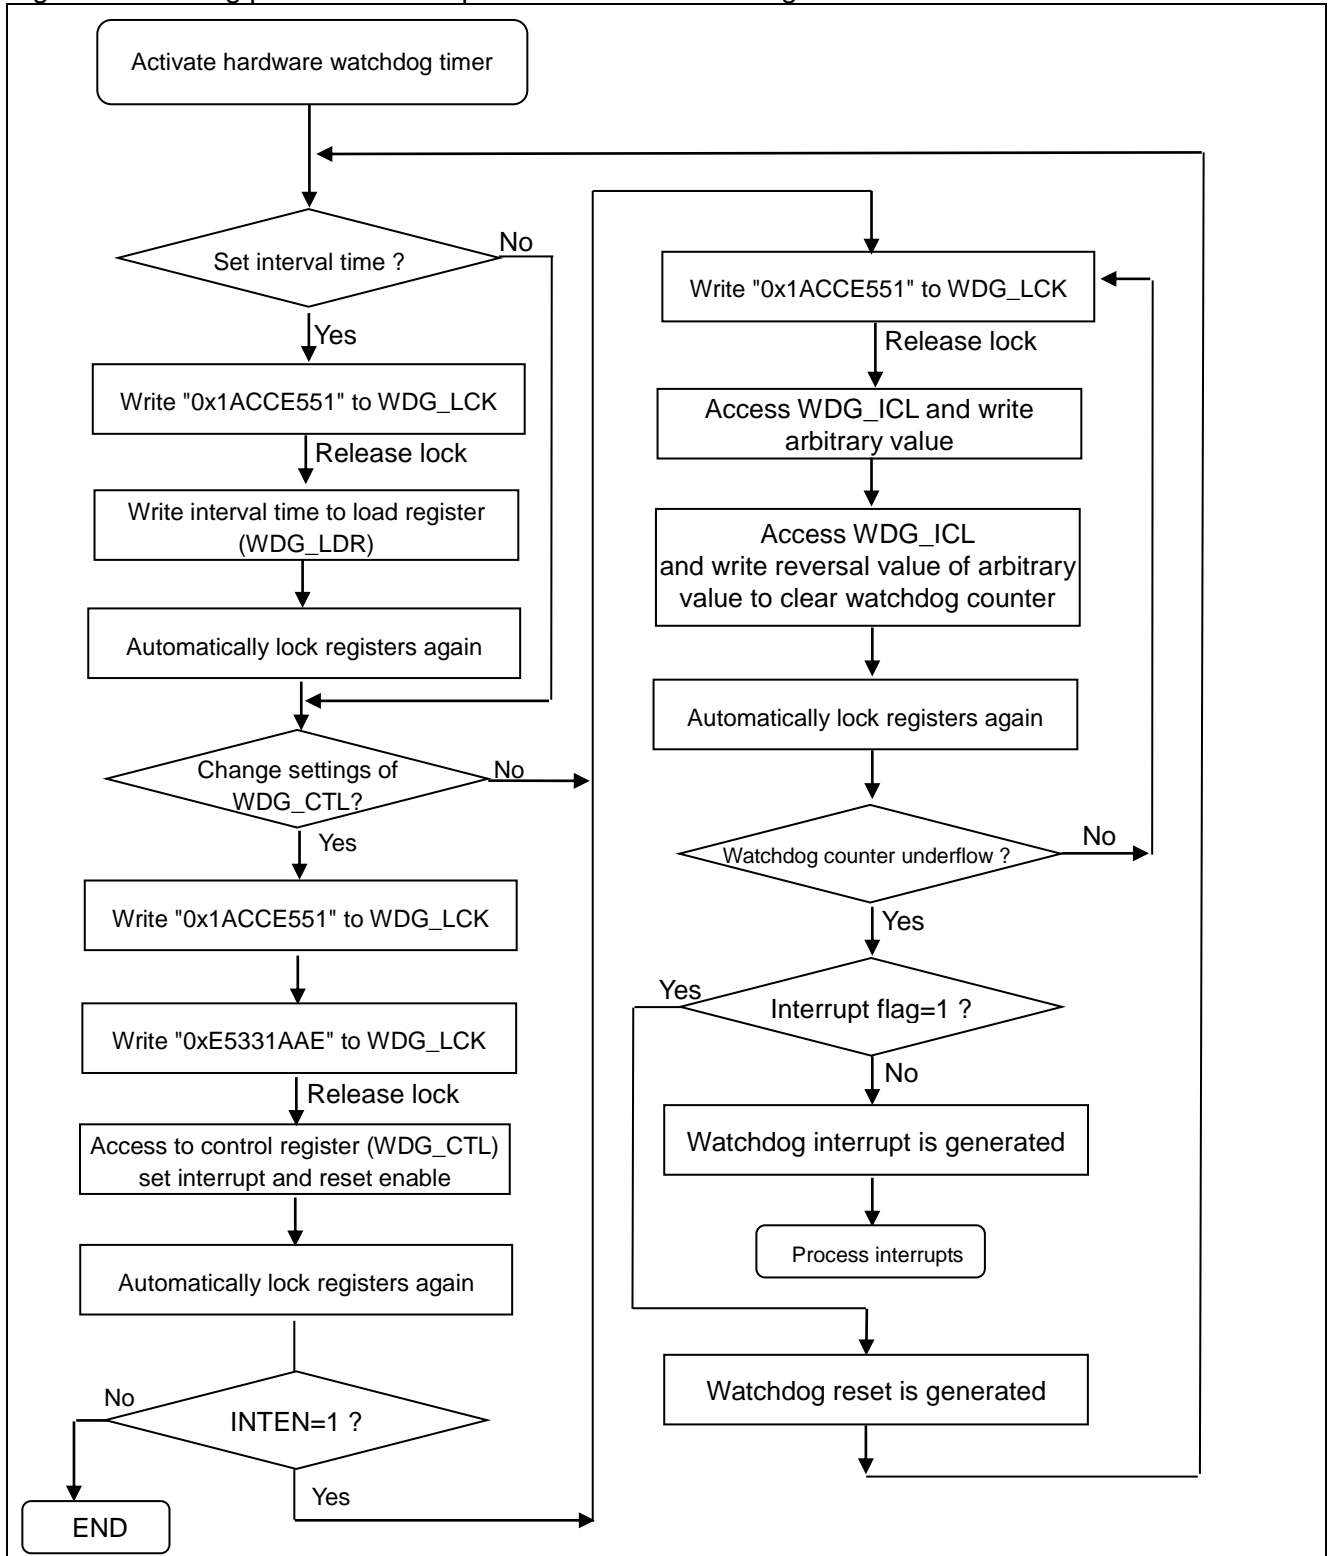 Activate hardware watchdog timer
Set interval time ?
No
Yes
Write "0x1ACCE551" to WDG_LCK
Release lock
Write interval time to load register
(WDG_LDR)
Automatically lock registers again
Change settings of
WDG_CTL?
No
Yes
Write "0x1ACCE551" to WDG_LCK
Write "0xE5331AAE" to WDG_LCK
Release lock
Access to control register (WDG_CTL)
set interrupt and reset enable
Automatically lock registers again
No
INTEN=1 ?
Yes
END
Write "0x1ACCE551" to WDG_LCK
Release lock
Access WDG_ICL and write
arbitrary value
Access WDG_ICL
and write reversal value of arbitrary
value to clear watchdog counter
Automatically lock registers again
Watchdog counter underflow ?
No
Yes
Yes
Interrupt flag=1 ?
No
Watchdog interrupt is generated
Process interrupts
Watchdog reset is generated